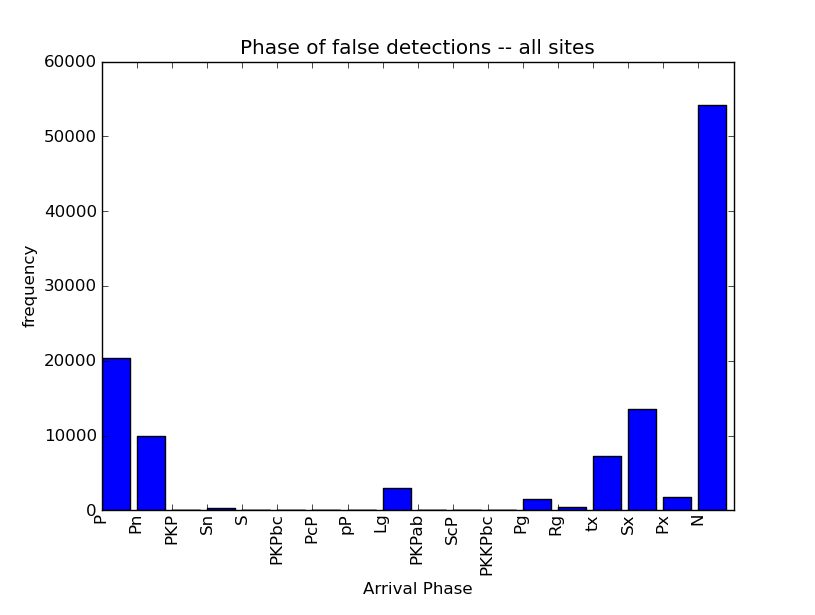 Phase of false detections -- all sites
60000
50000
40000
30000
20000
10000
0
frequency
P
Pn
PKP
Sn
S
PKPbc
PcP
pP
Lg
PKPab
ScP
PKKPbc
Pg
Rg
tx
Sx
Px
N
Arrival Phase